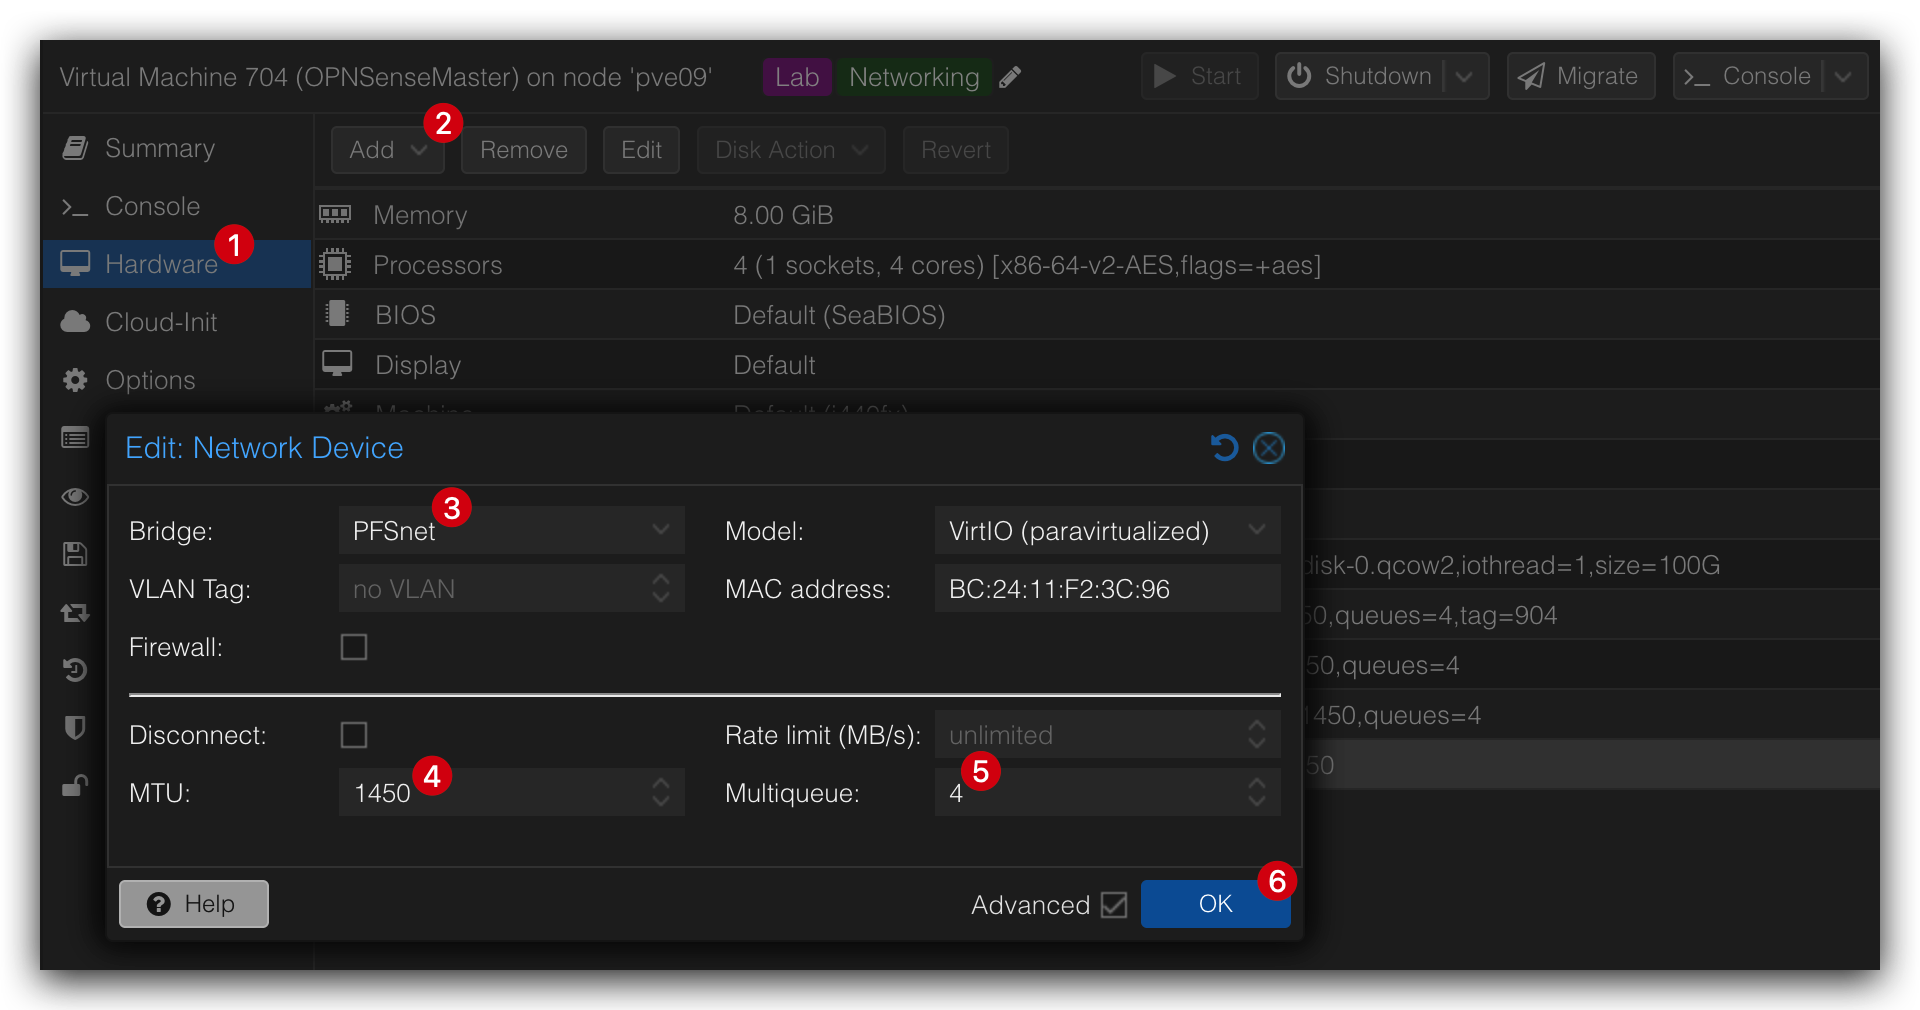 Virtual Machine 704 (OPNSenseMaster) on node 'pve09' Lab Networking Start Shutdown Migrate Console
2
Add Remove Edit Disk Action Revert
Summary
Console
1
Hardware
Cloud-Init
Options
Memory 8.00 GiB
Processors 4 (1 sockets, 4 cores) [x86-64-v2-AES,flags=+aes]
BIOS Default (SeaBIOS)
Display Default
Machine Default (i440fx)
Edit: Network Device
3
Bridge: PFSnet Model: VirtIO (paravirtualized)
VLAN Tag: no VLAN MAC address: BC:24:11:F2:3C:96
Firewall:
Disconnect: Rate limit (MB/s): unlimited
4 5
MTU: 1450 Multiqueue: 4
disk-0.qcow2,iothread=1,size=100G
50,queues=4,tag=904
50,queues=4
1450,queues=4
50
6
Help Advanced OK